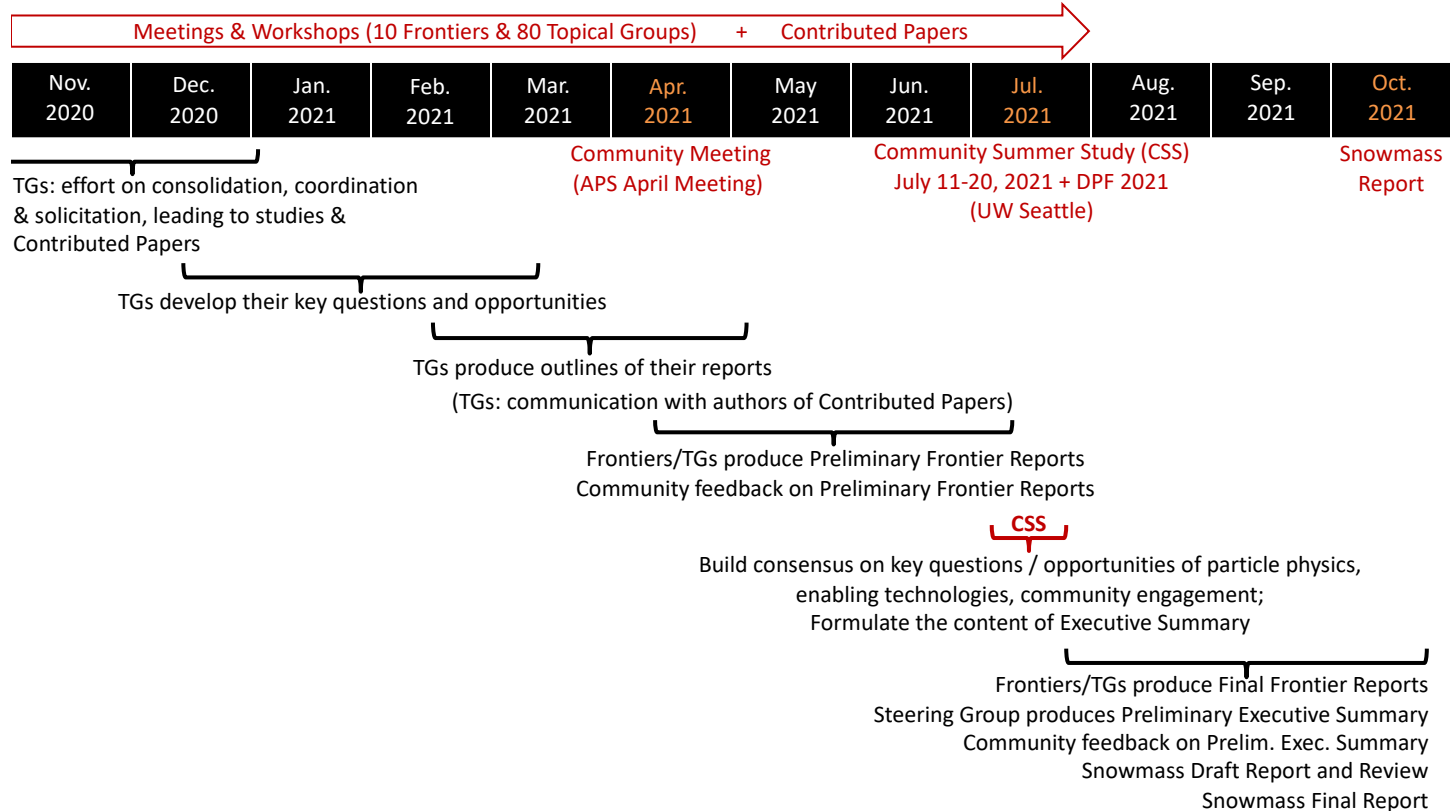 Meetings & Workshops (10 Frontiers & 80 Topical Groups) + Contributed Papers
Nov. 2020
Dec. 2020
Jan. 2021
Feb. 2021
Mar. 2021
Apr. 2021
May 2021
Jun. 2021
Jul. 2021
Aug. 2021
Sep. 2021
Oct. 2021
Community Meeting
(APS April Meeting)
Community Summer Study (CSS)
July 11-20, 2021 + DPF 2021
(UW Seattle)
Snowmass
Report
TGs: effort on consolidation, coordination
& solicitation, leading to studies &
Contributed Papers
TGs develop their key questions and opportunities
TGs produce outlines of their reports
(TGs: communication with authors of Contributed Papers)
Frontiers/TGs produce Preliminary Frontier Reports
Community feedback on Preliminary Frontier Reports
CSS
Build consensus on key questions / opportunities of particle physics,
enabling technologies, community engagement;
Formulate the content of Executive Summary
Frontiers/TGs produce Final Frontier Reports
Steering Group produces Preliminary Executive Summary
Community feedback on Prelim. Exec. Summary
Snowmass Draft Report and Review
Snowmass Final Report